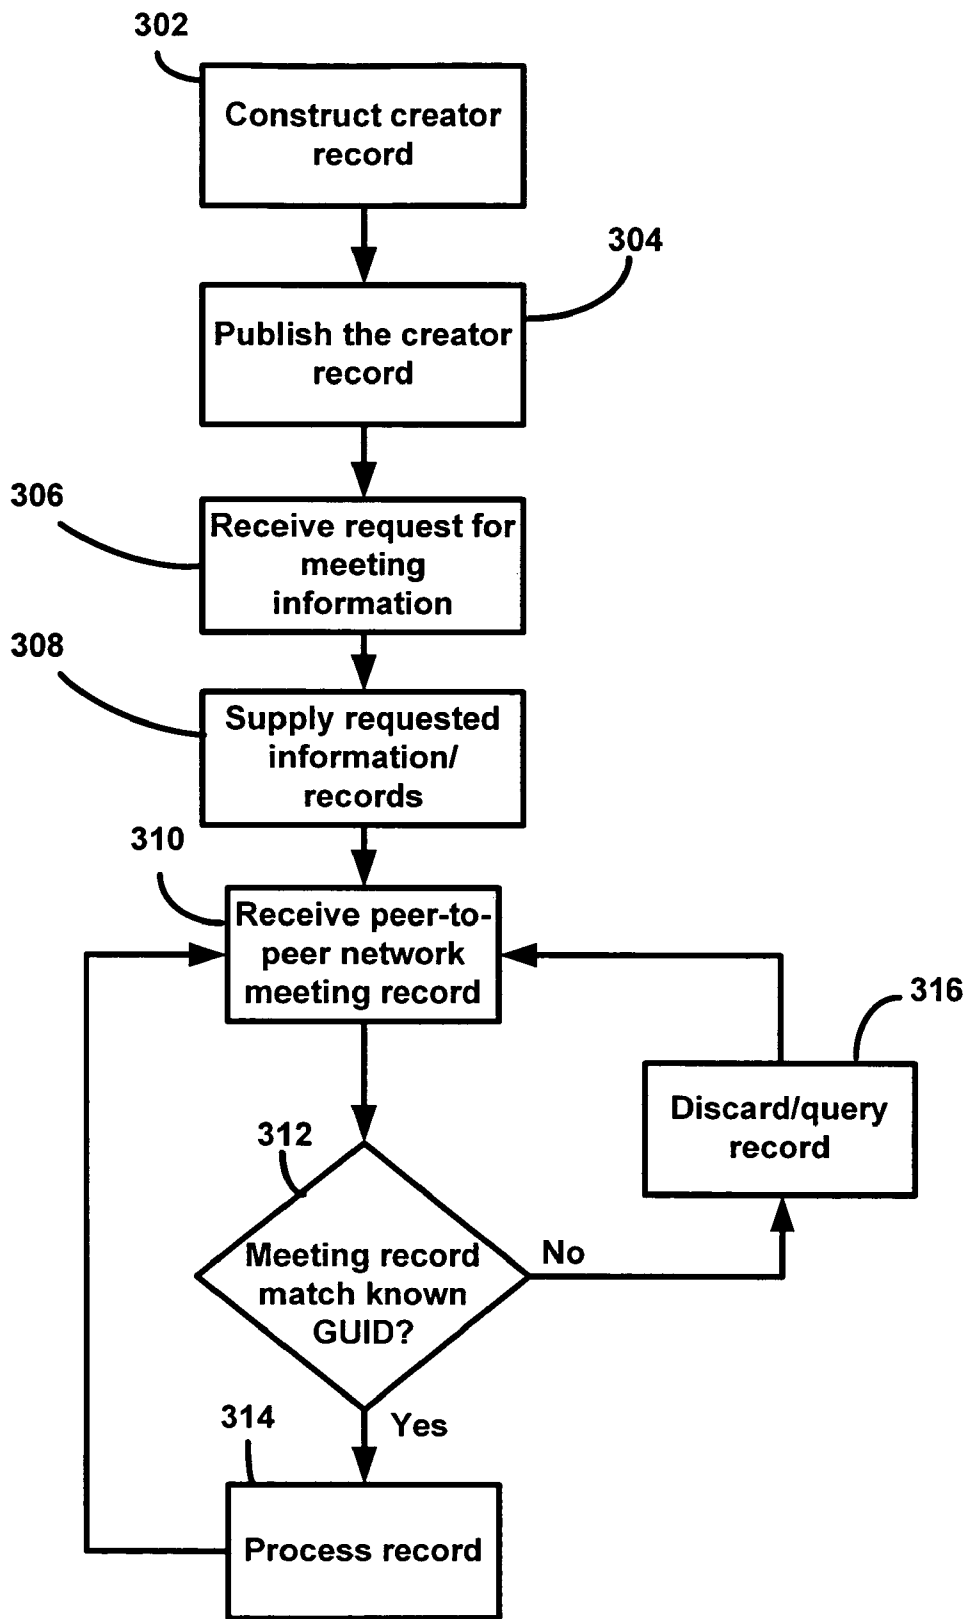 302
Construct creator
record
304
Publish the creator
record
306
Receive request for
meeting
information
308
Supply requested
information/
records
310
Receive peer-to-
peer network
meeting record
316
Discard/query
record
312
Meeting record
match known
GUID?
No
Yes
314
Process record